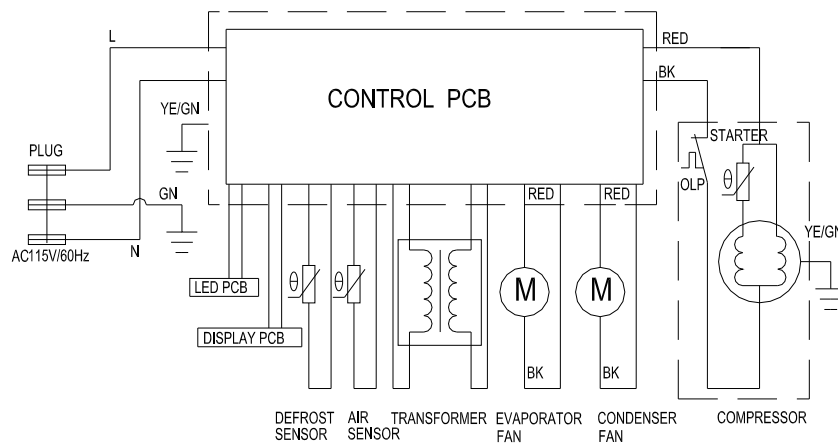 L
RED
BK
CONTROL PCB
YE/GN
PLUG
GN
N
AC115V/60Hz
STARTER
θ
OLP
YE/GN
RED
RED
LED PCB
θ
θ
M
M
DISPLAY PCB
BK
BK
DEFROST
SENSOR
AIR
SENSOR
TRANSFORMER
EVAPORATOR
FAN
CONDENSER
FAN
COMPRESSOR